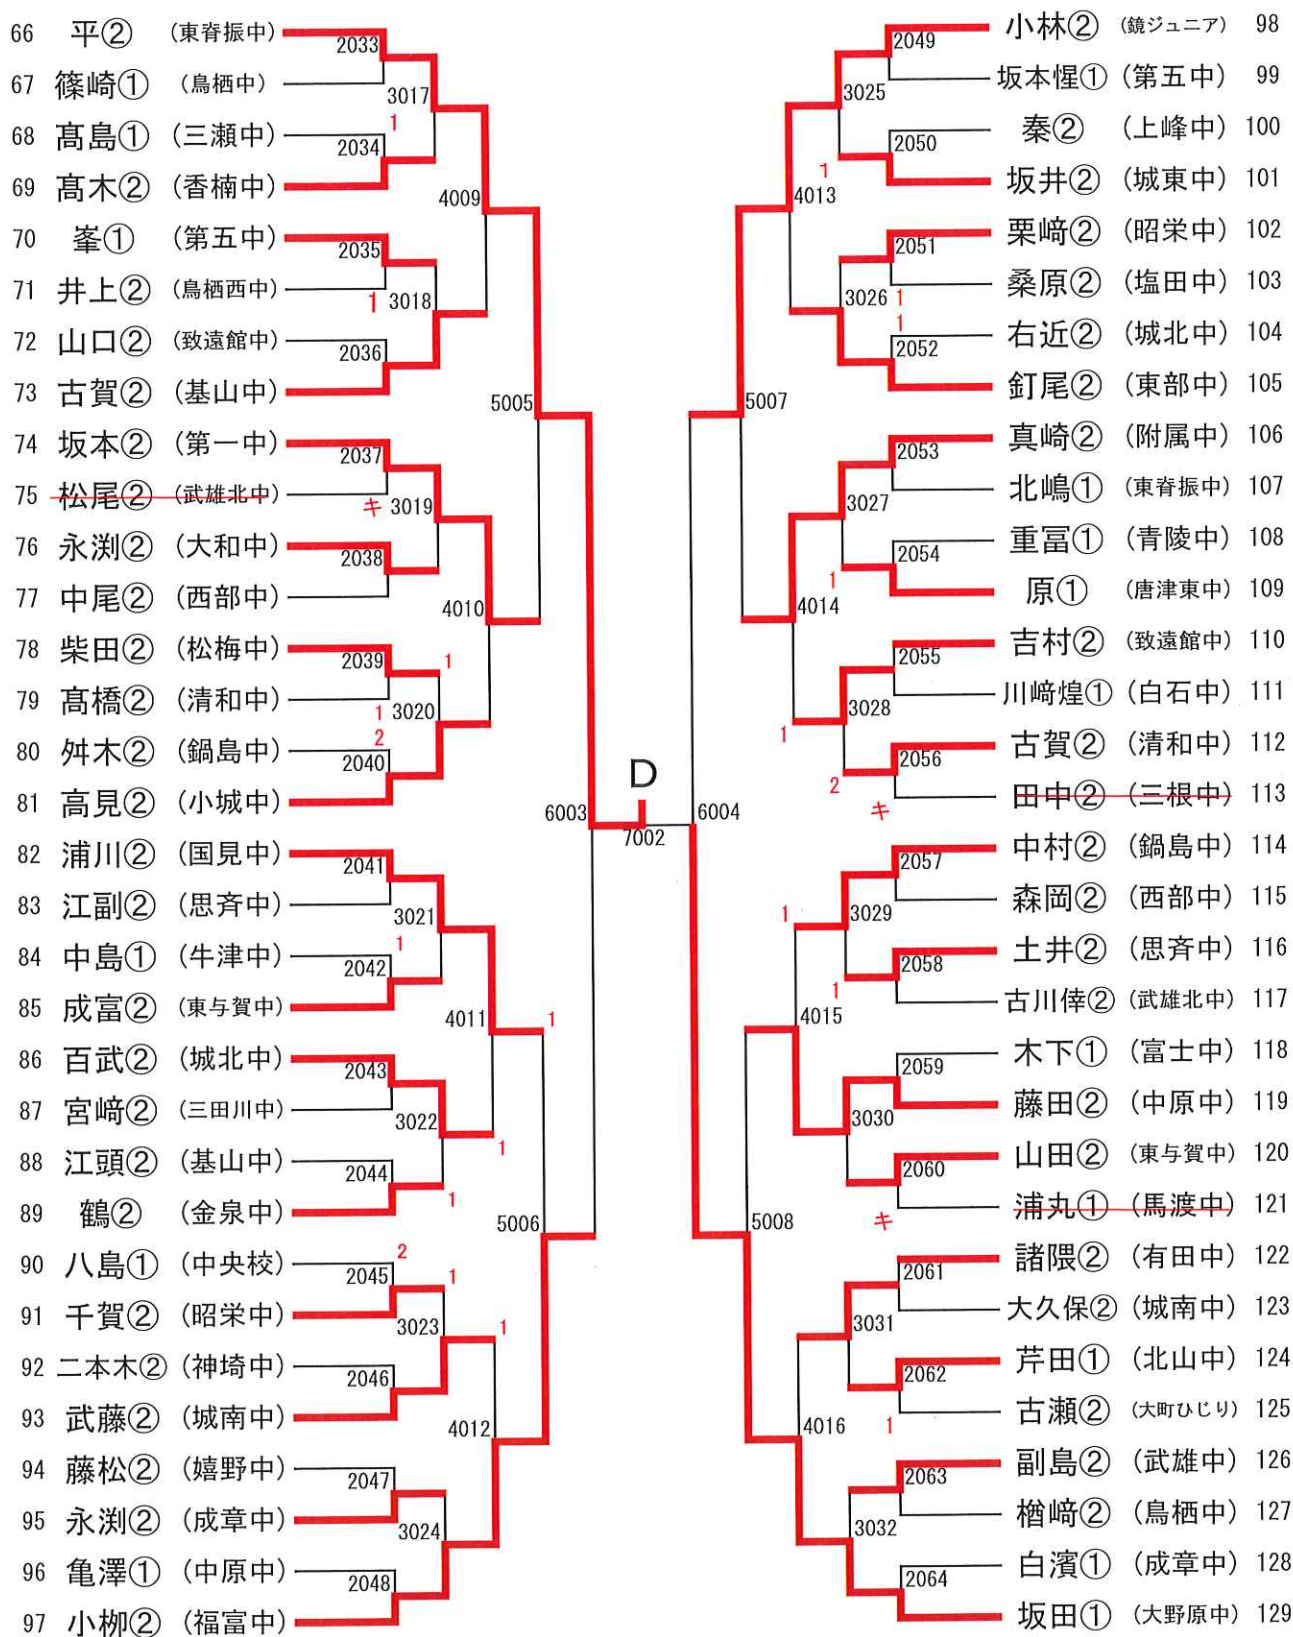 66 平② (東脊振中)
67 篠崎① (鳥栖中)
68 髙島① (三瀬中)
69 髙木② (香楠中)
70 峯① (第五中)
71 井上② (鳥栖西中)
72 山口② (致遠館中)
73 古賀② (基山中)
74 坂本② (第一中)
75 松尾② (武雄北中)
76 永渕② (大和中)
77 中尾② (西部中)
78 柴田② (松梅中)
79 髙橋② (清和中)
80 舛木② (鍋島中)
81 高見② (小城中)
82 浦川② (国見中)
83 江副② (思斉中)
84 中島① (牛津中)
85 成富② (東与賀中)
86 百武② (城北中)
87 宮﨑② (三田川中)
88 江頭② (基山中)
89 鶴② (金泉中)
90 八島① (中央校)
91 千賀② (昭栄中)
92 二本木② (神埼中)
93 武藤② (城南中)
94 藤松② (嬉野中)
95 永渕② (成章中)
96 亀澤① (中原中)
97 小栁② (福富中)
2033
3017
1
2034
4009
2035
1 3018
2036
5005
2037
キ 3019
2038
4010
2039 1
1 3020
2
2040
6003
2041
3021
1
2042
4011 1
2043
3022 1
2044
1
5006
2
2045 1
3023 1
2046
4012
2047
3024
2048
D
7002
小林② (鏡ジュニア) 98
坂本惺① (第五中) 99
秦② (上峰中) 100
坂井② (城東中) 101
栗﨑② (昭栄中) 102
桑原② (塩田中) 103
右近② (城北中) 104
釘尾② (東部中) 105
真崎② (附属中) 106
北嶋① (東脊振中) 107
重冨① (青陵中) 108
原① (唐津東中) 109
吉村② (致遠館中) 110
川﨑煌① (白石中) 111
古賀② (清和中) 112
田中② (三根中) 113
中村② (鍋島中) 114
森岡② (西部中) 115
土井② (思斉中) 116
古川倖② (武雄北中) 117
木下① (富士中) 118
藤田② (中原中) 119
山田② (東与賀中) 120
浦丸① (馬渡中) 121
諸隈② (有田中) 122
大久保② (城南中) 123
芹田① (北山中) 124
古瀬② (大町ひじり) 125
副島② (武雄中) 126
楢﨑② (鳥栖中) 127
白濱① (成章中) 128
坂田① (大野原中) 129
2049
3025
2050
1
4013
2051
3026 1
1
2052
5007
2053
3027
2054
1
4014
2055
3028
1
2056
2
キ
6004
2057
1 3029
2058
1
4015
2059
3030
2060
キ
5008
2061
3031
2062
1
4016
2063
3032
2064